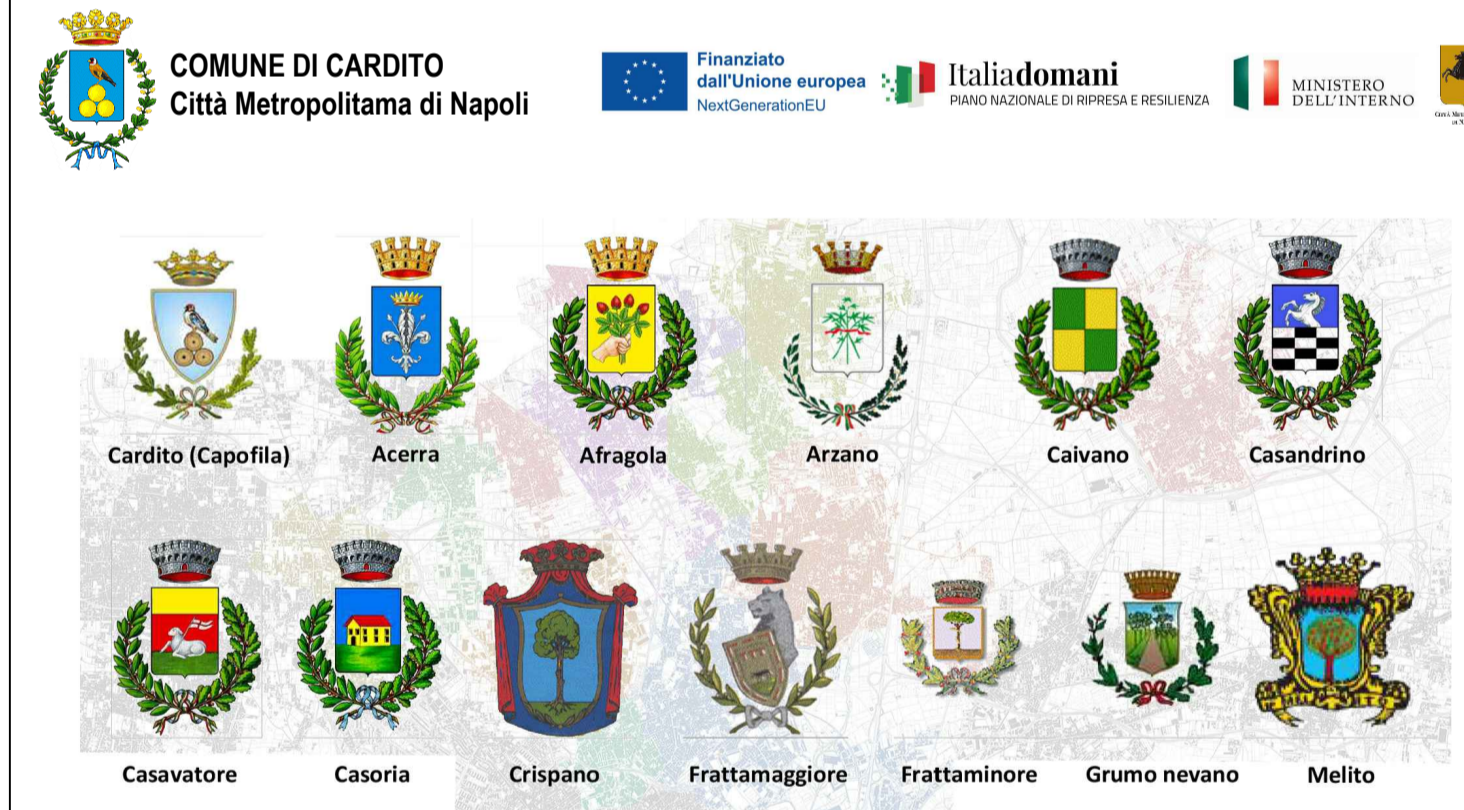 COMUNE DI CARDITO
Città Metropolitama di Napoli
Finanziato
dall'Unione europea
NextGenerationEU
Italiadomani
PIANO NAZIONALE DI RIPRESA E RESILIENZA
MINISTERO
DELL'INTERNO
Cardito (Capofila)
Acerra
Afragola
Arzano
Caivano
Casandrino
Casavatore
Casoria
Crispano
Frattamaggiore
Frattaminore
Grumo nevano
Melito